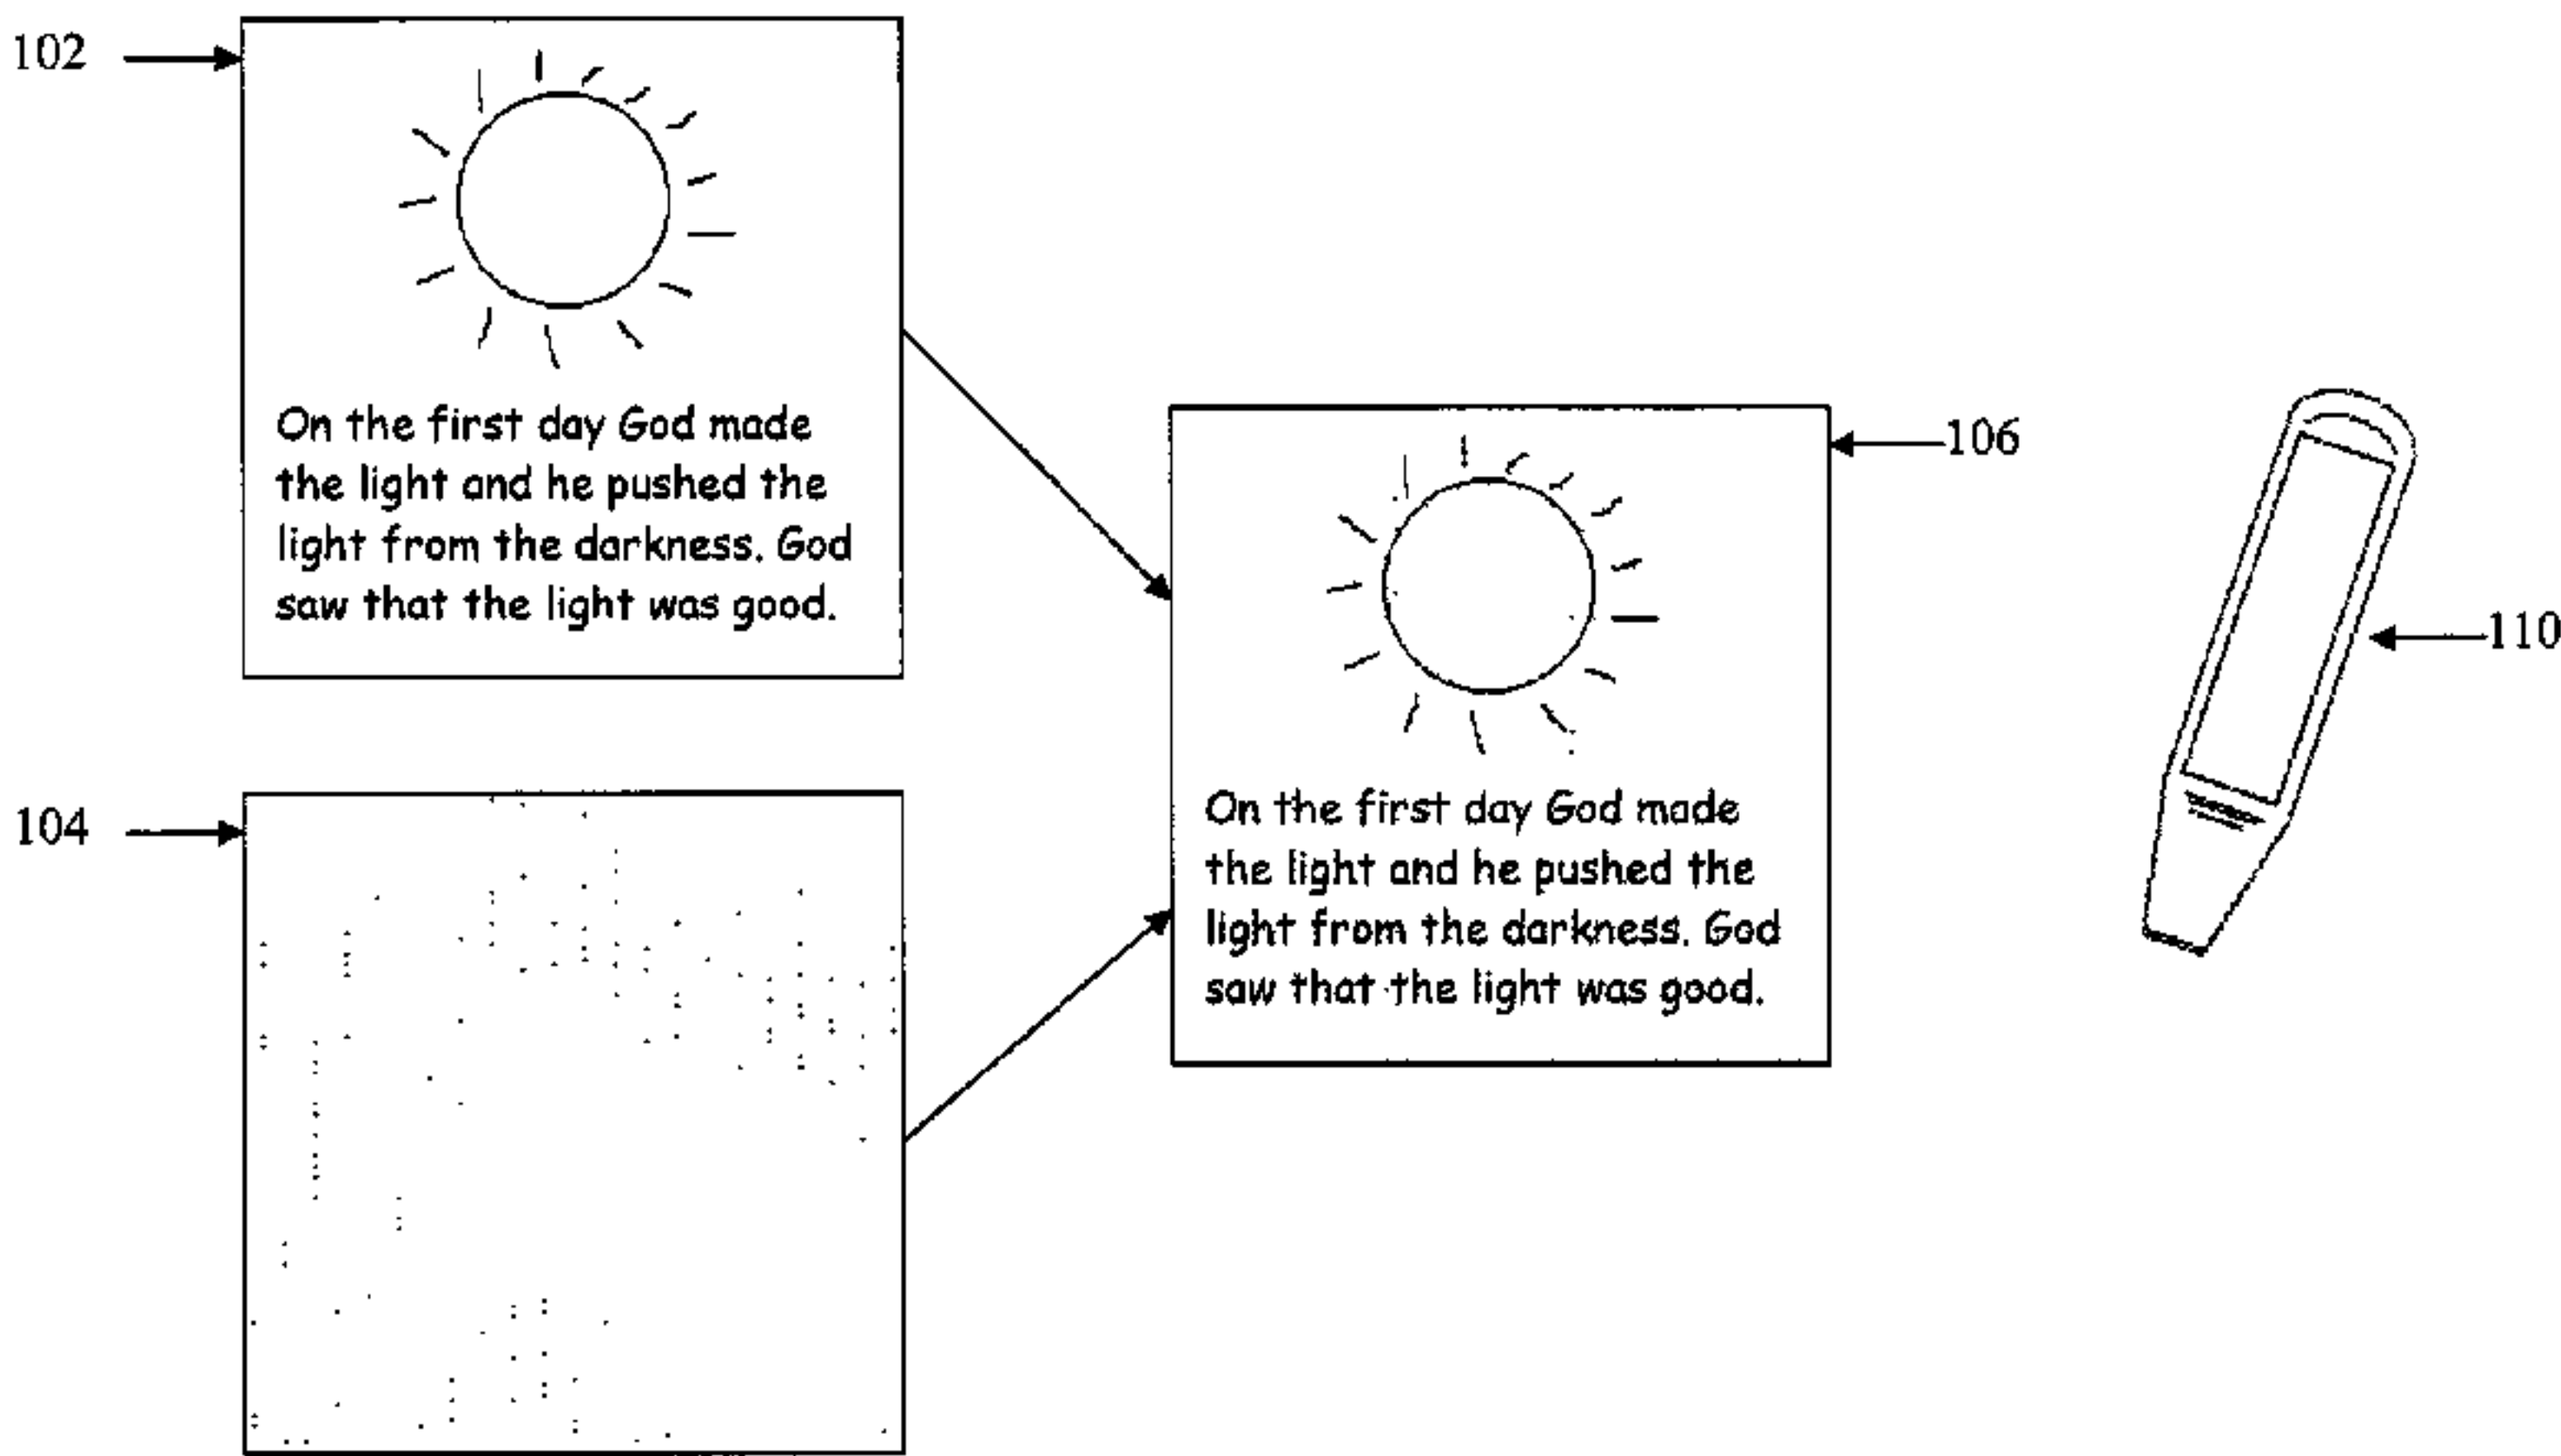 102
On the first day God made
the light and he pushed the
light from the darkness. God
saw that the light was good.
104
106
On the first day God made
the light and he pushed the
light from the darkness. God
saw that the light was good.
110